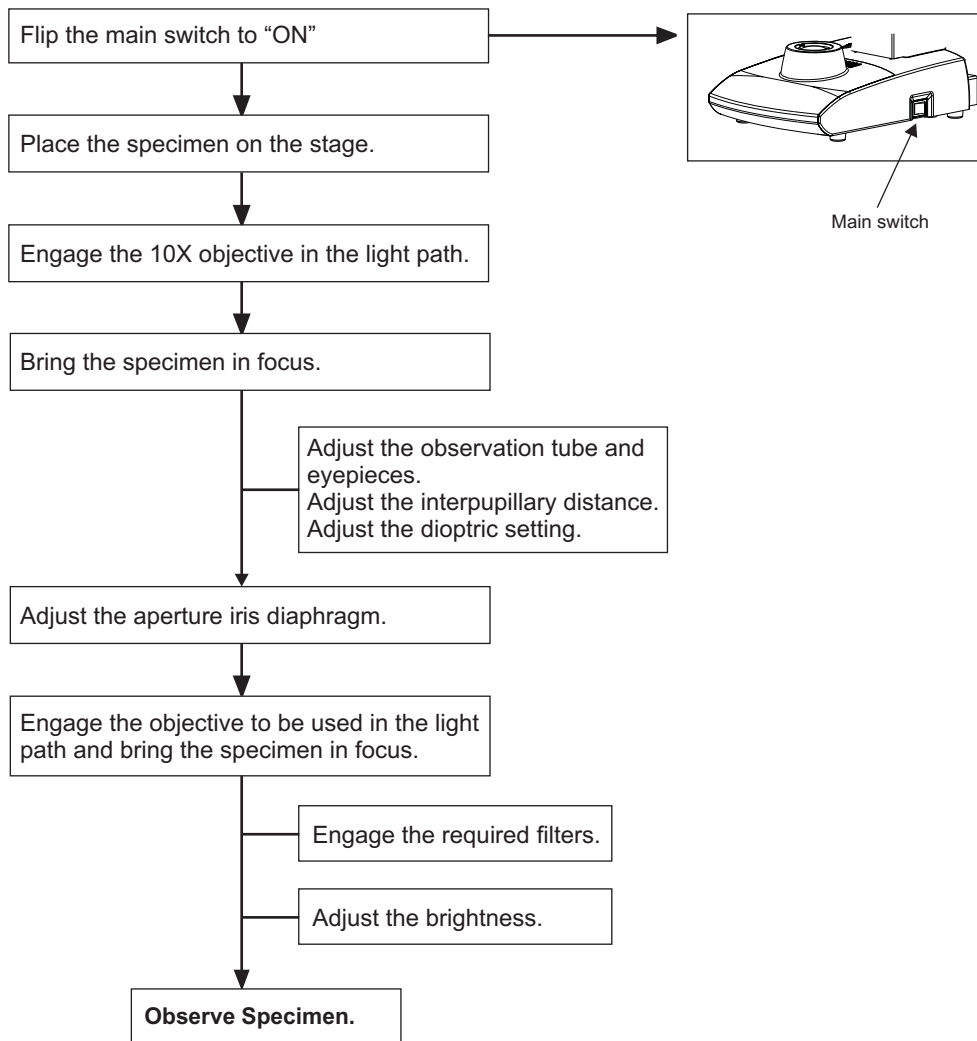 Flip the main switch to “ON”
Main switch
Place the specimen on the stage.
Engage the 10X objective in the light path.
Bring the specimen in focus.
Adjust the observation tube and
eyepieces.
Adjust the interpupillary distance.
Adjust the dioptric setting.
Adjust the aperture iris diaphragm.
Engage the objective to be used in the light
path and bring the specimen in focus.
Engage the required filters.
Adjust the brightness.
Observe Specimen.